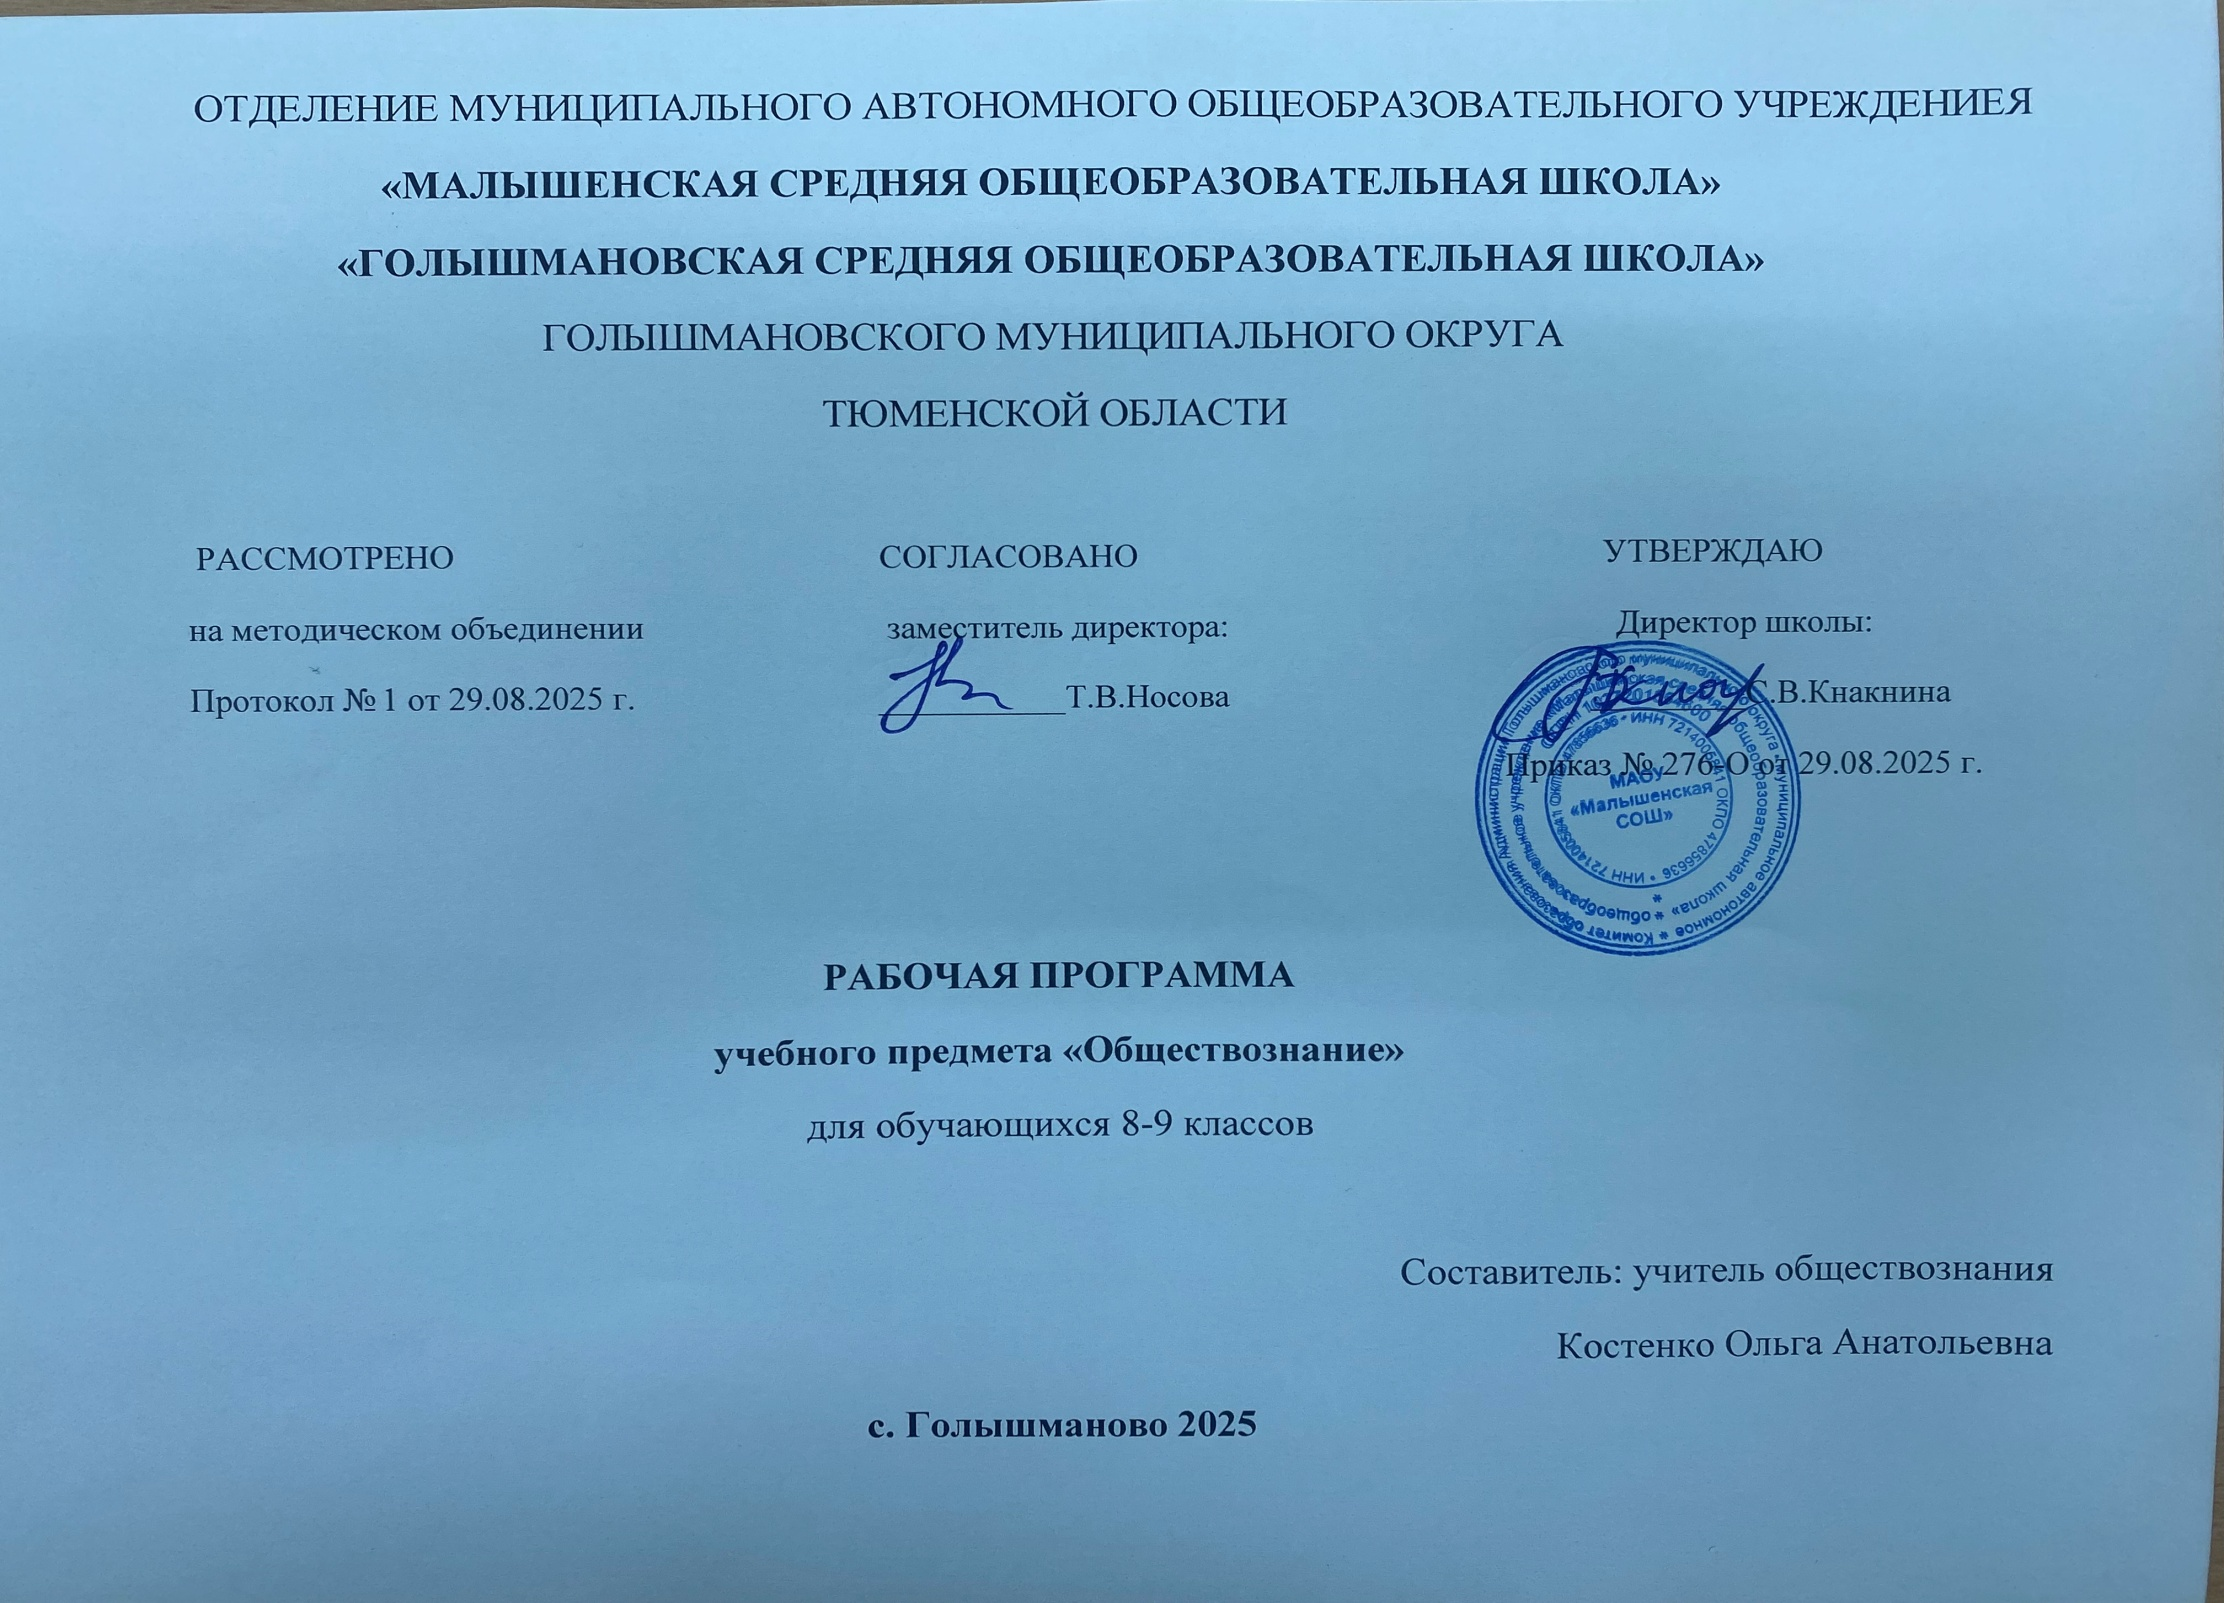 ОТДЕЛЕНИЕ МУНИЦИПАЛЬНОГО АВТОНОМНОГО ОБЩЕОБРАЗОВАТЕЛЬНОГО УЧРЕЖДЕНИЕЯ
«МАЛЫШЕНСКАЯ СРЕДНЯЯ ОБЩЕОБРАЗОВАТЕЛЬНАЯ ШКОЛА»
«ГОЛЫШМАНОВСКАЯ СРЕДНЯЯ ОБЩЕОБРАЗОВАТЕЛЬНАЯ ШКОЛА»
ГОЛЫШМАНОВСКОГО МУНИЦИПАЛЬНОГО ОКРУГА
ТЮМЕНСКОЙ ОБЛАСТИ
РАССМОТРЕНО
на методическом объединении
Протокол № 1 от 29.08.2025 г.
СОГЛАСОВАНО
заместитель директора:
Т.В.Носова
УТВЕРЖДАЮ
Директор школы:
С.В.Кнакнина
Приказ № 276-О от 29.08.2025 г.
МАОУ
«Малышенская
СОШ»
РАБОЧАЯ ПРОГРАММА
учебного предмета «Обществознание»
для обучающихся 8-9 классов
Составитель: учитель обществознания
Костенко Ольга Анатольевна
с. Голышманово 2025